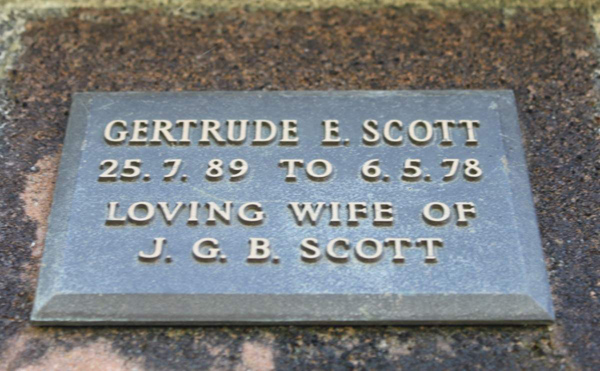 GERTRUDE E. SCOTT
25. 7. 89 TO 6. 5. 78
LOVING WIFE OF
J. G. B. SCOTT